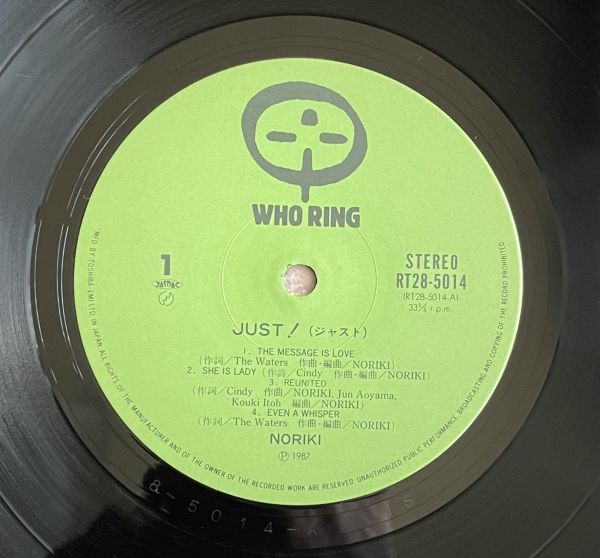 WHO RING
1
JASRAC
STEREO
RT28-5014
(RT28-5014-A)
33⅓ r.p.m.
JUST! (ジャスト)
1. THE MESSAGE IS LOVE
(作詞/The Waters 作曲・編曲/NORIKI)
2. SHE IS LADY (作詩/Cindy 作曲・編曲/NORIKI)
3. REUNITED
(作詞/Cindy 作曲/NORIKI, Jun Aoyama,
Kouki Itoh 編曲/NORIKI)
4. EVEN A WHISPER
(作詞/The Waters 作曲・編曲/NORIKI)
NORIKI
Ⓟ 1987
MFD BY TOSHIBA EMI LTD IN JAPAN ALL RIGHTS OF THE MANUFACTURER AND OF THE OWNER OF THE RECORDED WORK ARE RESERVED UNAUTHORIZED PUBLIC PERFORMANCE BROADCASTING AND COPYING OF THE RECORD PROHIBITED
8-5014-A